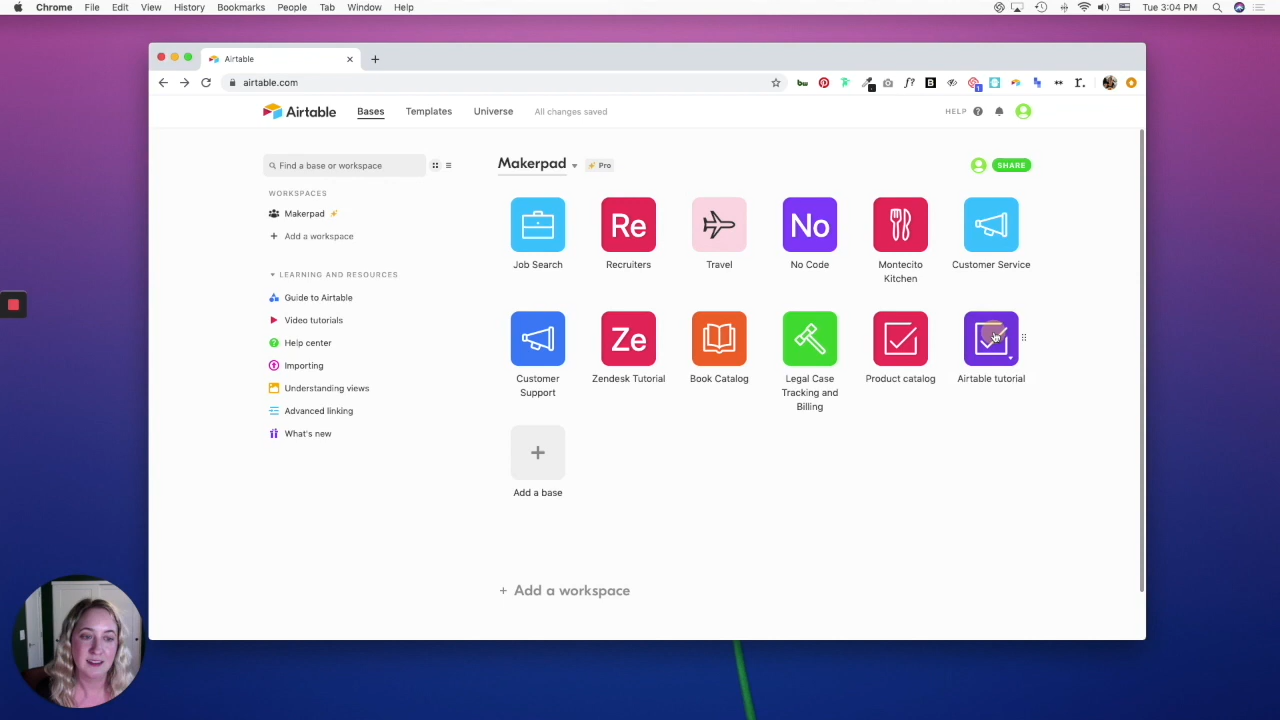 Chrome File Edit View History Bookmarks People Tab Window Help
Tue 3:04 PM
Airtable
airtable.com
f?
B
1
**
r.
Airtable
Bases
Templates
Universe
All changes saved
HELP
Find a base or workspace
WORKSPACES
Makerpad
Add a workspace
LEARNING AND RESOURCES
Guide to Airtable
Video tutorials
Help center
Importing
Understanding views
Advanced linking
What's new
Makerpad
Pro
SHARE
Re
No
Job Search
Recruiters
Travel
No Code
Montecito
Kitchen
Customer Service
Ze
Customer
Support
Zendesk Tutorial
Book Catalog
Legal Case
Tracking and
Billing
Product catalog
Airtable tutorial
+
Add a base
+ Add a workspace